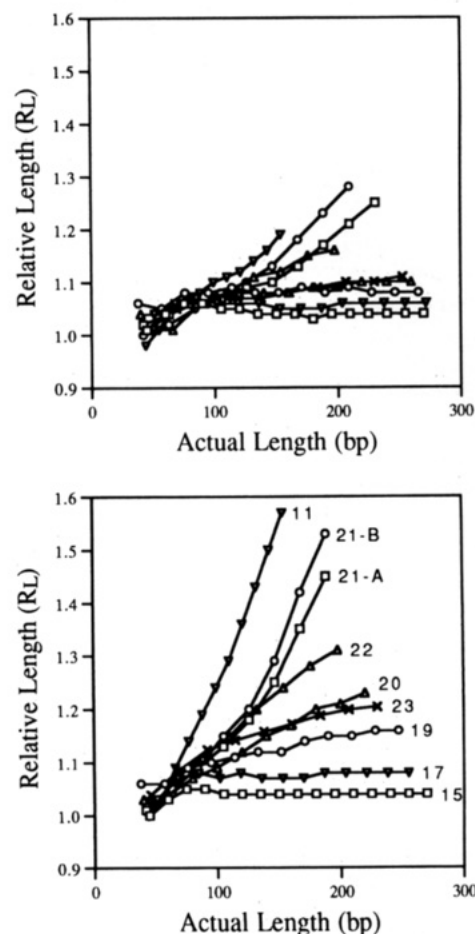 1.6
1.5
1.4
1.3
1.2
1.1
1.0
0.9
Relative Length (RL)
0 100 200 300
Actual Length (bp)
1.6
1.5
1.4
1.3
1.2
1.1
1.0
0.9
Relative Length (RL)
11
21-B
21-A
22
20
23
19
17
15
0 100 200 300
Actual Length (bp)